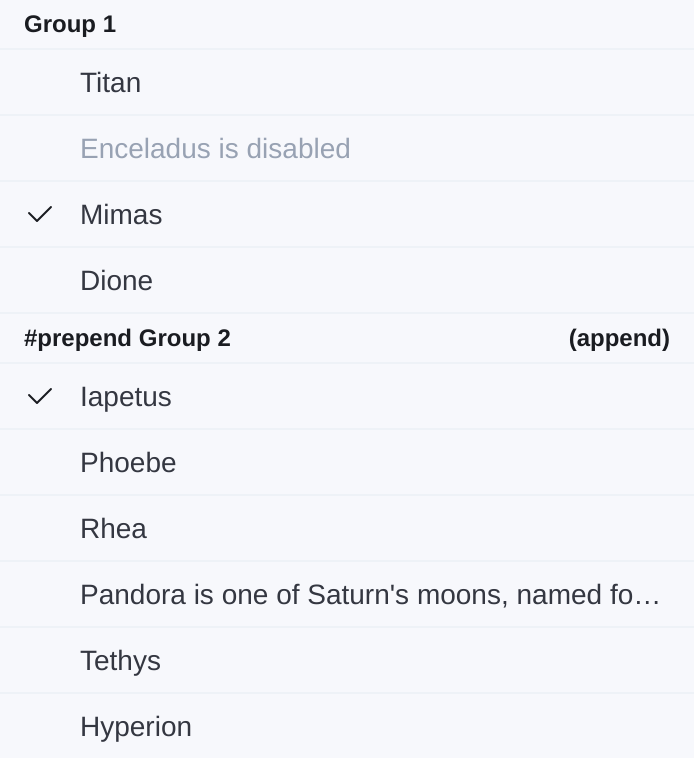 Group 1
Titan
Enceladus is disabled
Mimas
Dione
#prepend Group 2 (append)
Iapetus
Phoebe
Rhea
Pandora is one of Saturn's moons, named fo…
Tethys
Hyperion